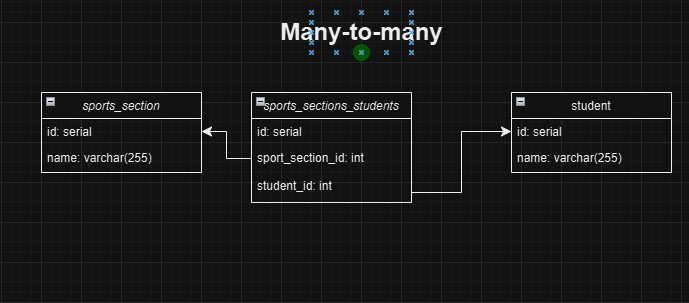 Many-to-many
sports_section
id: serial
name: varchar(255)
sports_sections_students
id: serial
sport_section_id: int
student_id: int
student
id: serial
name: varchar(255)